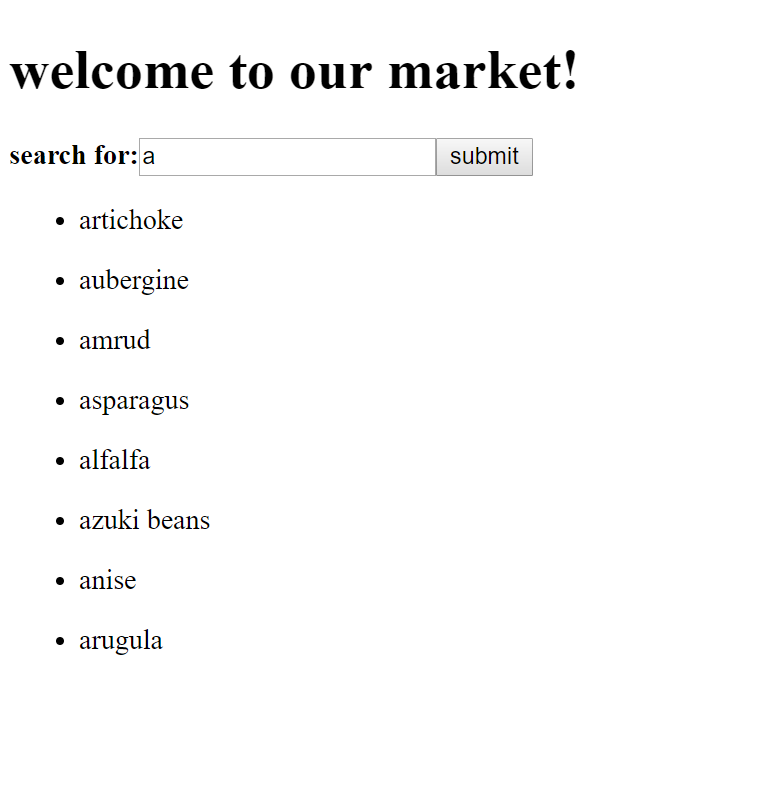 welcome to our market!
search for: a submit
artichoke
aubergine
amrud
asparagus
alfalfa
azuki beans
anise
arugula